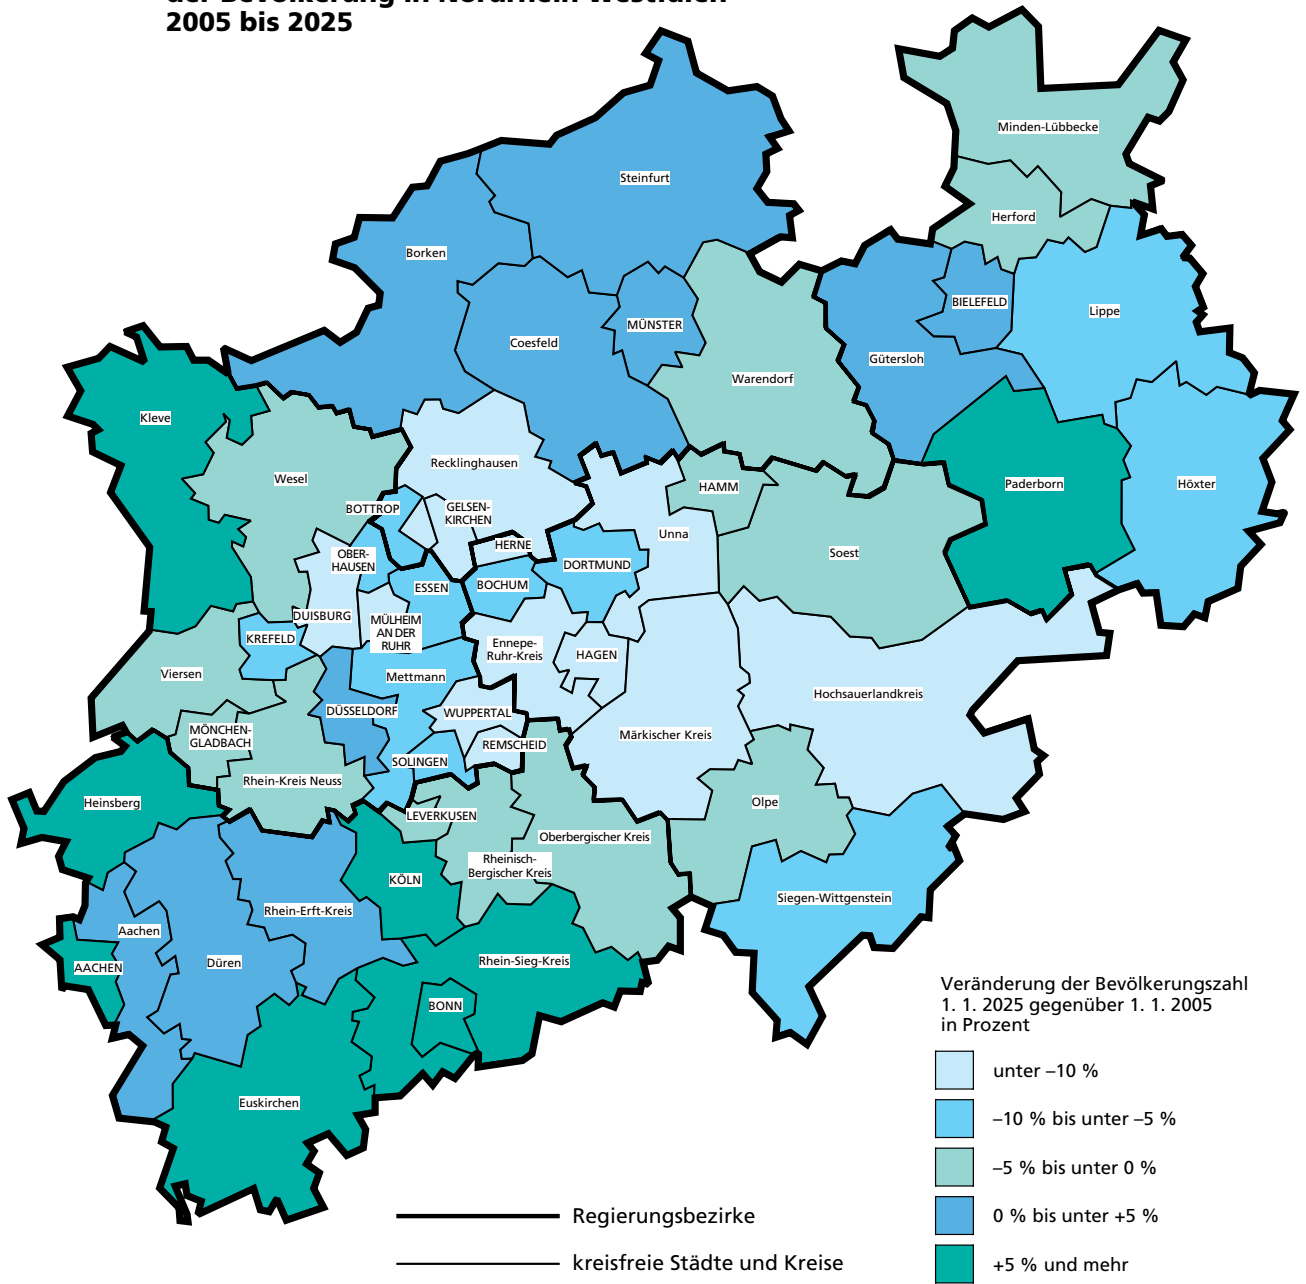 der Bevölkerung in Nordrhein-Westfalen
2005 bis 2025
Minden-Lübbecke
Steinfurt
Herford
Borken
BIELEFELD
Lippe
MÜNSTER
Coesfeld
Gütersloh
Warendorf
Kleve
Recklinghausen
Wesel
HAMM
Paderborn
Höxter
BOTTROP
GELSEN-
KIRCHEN
Unna
HERNE
Soest
OBER-
HAUSEN
DORTMUND
BOCHUM
ESSEN
DUISBURG
MÜLHEIM
AN DER
RUHR
KREFELD
Ennepe-
Ruhr-Kreis
HAGEN
Viersen
Mettmann
Hochsauerlandkreis
DÜSSELDORF
WUPPERTAL
MÖNCHEN-
GLADBACH
Märkischer Kreis
REMSCHEID
SOLINGEN
Rhein-Kreis Neuss
Heinsberg
Olpe
LEVERKUSEN
Oberbergischer Kreis
Rheinisch-
Bergischer Kreis
KÖLN
Siegen-Wittgenstein
Rhein-Erft-Kreis
Aachen
Düren
Rhein-Sieg-Kreis
AACHEN
BONN
Euskirchen
Veränderung der Bevölkerungszahl
1. 1. 2025 gegenüber 1. 1. 2005
in Prozent
unter –10 %
–10 % bis unter –5 %
–5 % bis unter 0 %
0 % bis unter +5 %
+5 % und mehr
Regierungsbezirke
kreisfreie Städte und Kreise